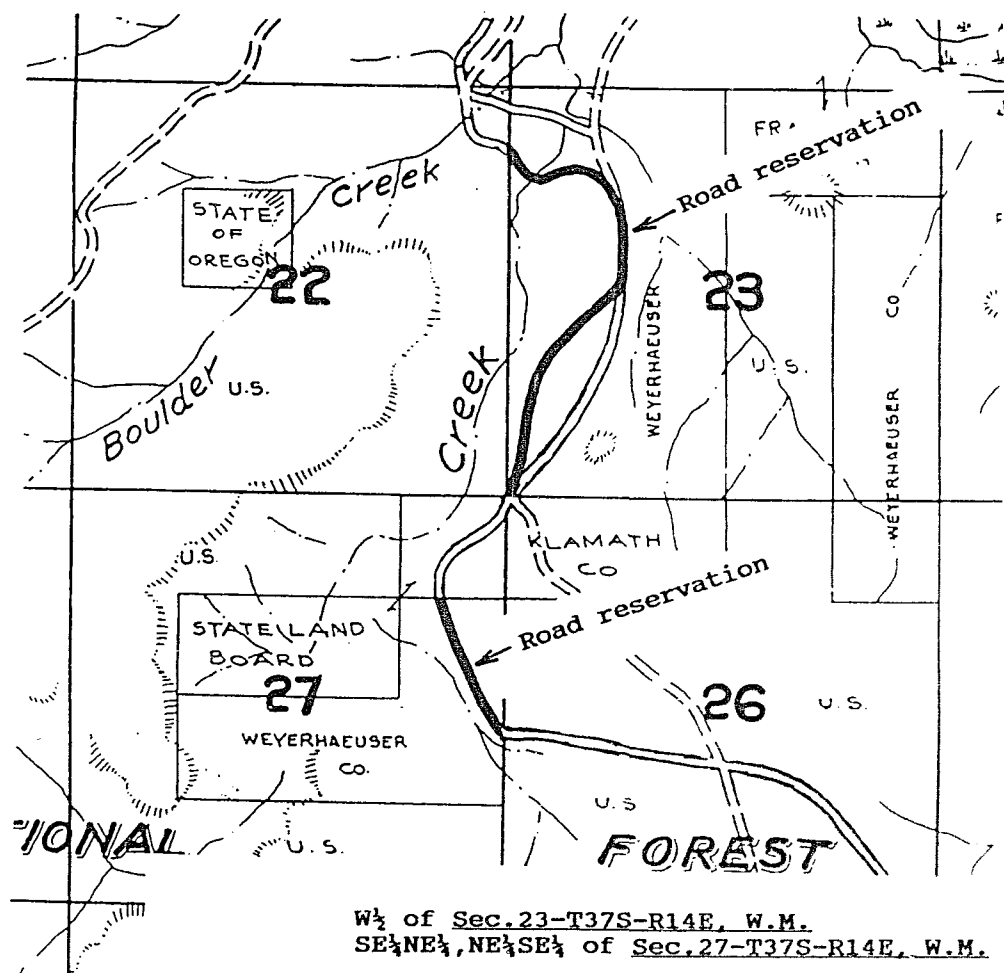 FR.
Road reservation
Creek
STATE
OF
OREGON
22
23
WEYERHAEUSER
WEYERHAEUSER CO
U.S.
U.S.
Boulder
Creek
U.S.
KLAMATH
CO
Road reservation
STATE LAND
BOARD
27
26
U.S.
WEYERHAEUSER
CO.
U.S
TIONAL
U.S.
FOREST
W½ of Sec.23-T37S-R14E, W.M.
SE¼NE¼,NE¼SE¼ of Sec.27-T37S-R14E, W.M.